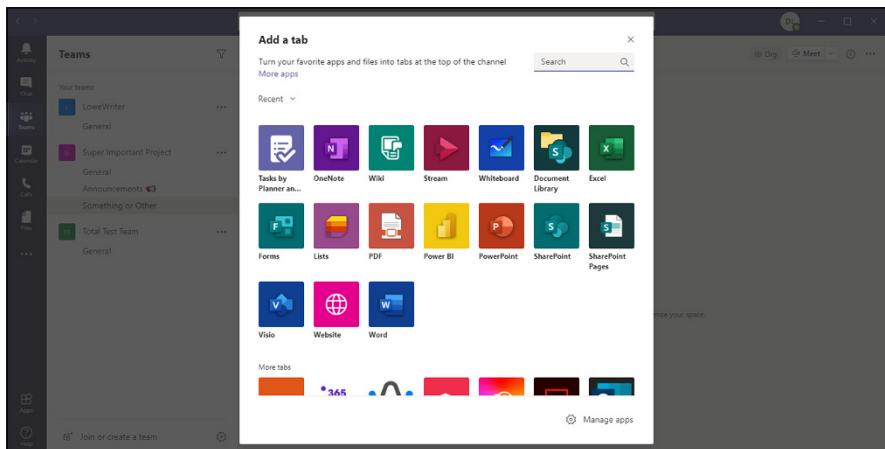 DL
Activity
Chat
Teams
Calendar
Calls
Files
Apps
Help
Teams
Your teams
LoweWriter
General
Super Important Project
General
Announcements
Something or Other
Total Test Team
General
Join or create a team
Org
Meet
Add a tab
Turn your favorite apps and files into tabs at the top of the channel
More apps
Search
Recent
Tasks by
Planner an...
OneNote
Wiki
Stream
Whiteboard
Document
Library
Excel
Forms
Lists
PDF
Power BI
PowerPoint
SharePoint
SharePoint
Pages
Visio
Website
Word
More tabs
365
Manage apps
your space.